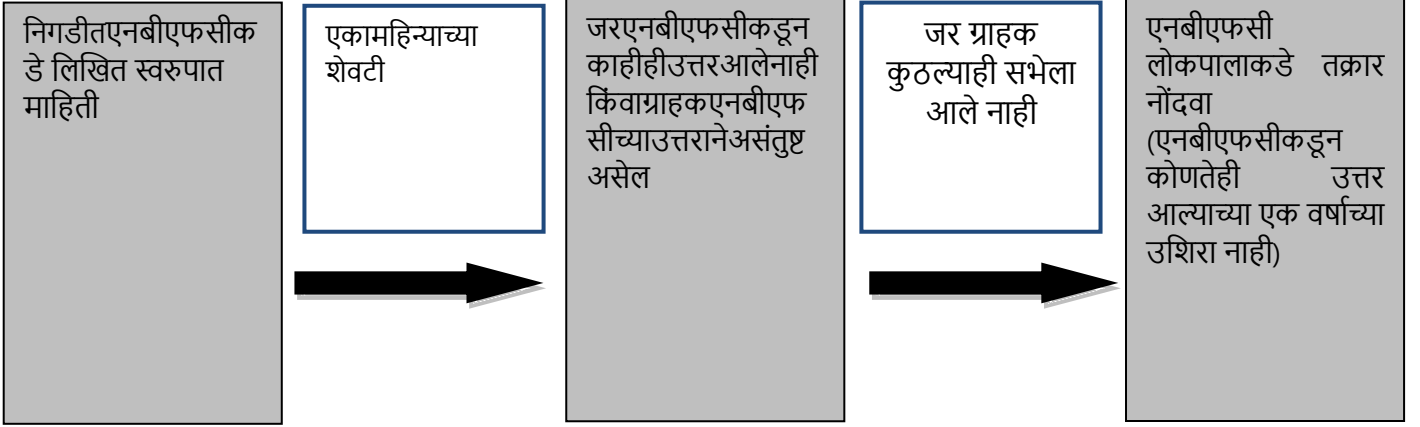 निगडीतएनबीएफसीक
डे लिखित स्वरुपात
माहिती
एकामहिन्याच्या
शेवटी
जरएनबीएफसीकडून
काहीहीउत्तरआलेनाही
किंवाग्राहकएनबीएफ
सीच्याउत्तरानेअसंतुष्ट
असेल
जर ग्राहक
कुठल्याही सभेला
आले नाही
एनबीएफसी
लोकपालाकडे तक्रार
नोंदवा
(एनबीएफसीकडून
कोणतेही उत्तर
आल्याच्या एक वर्षाच्या
उशिरा नाही)